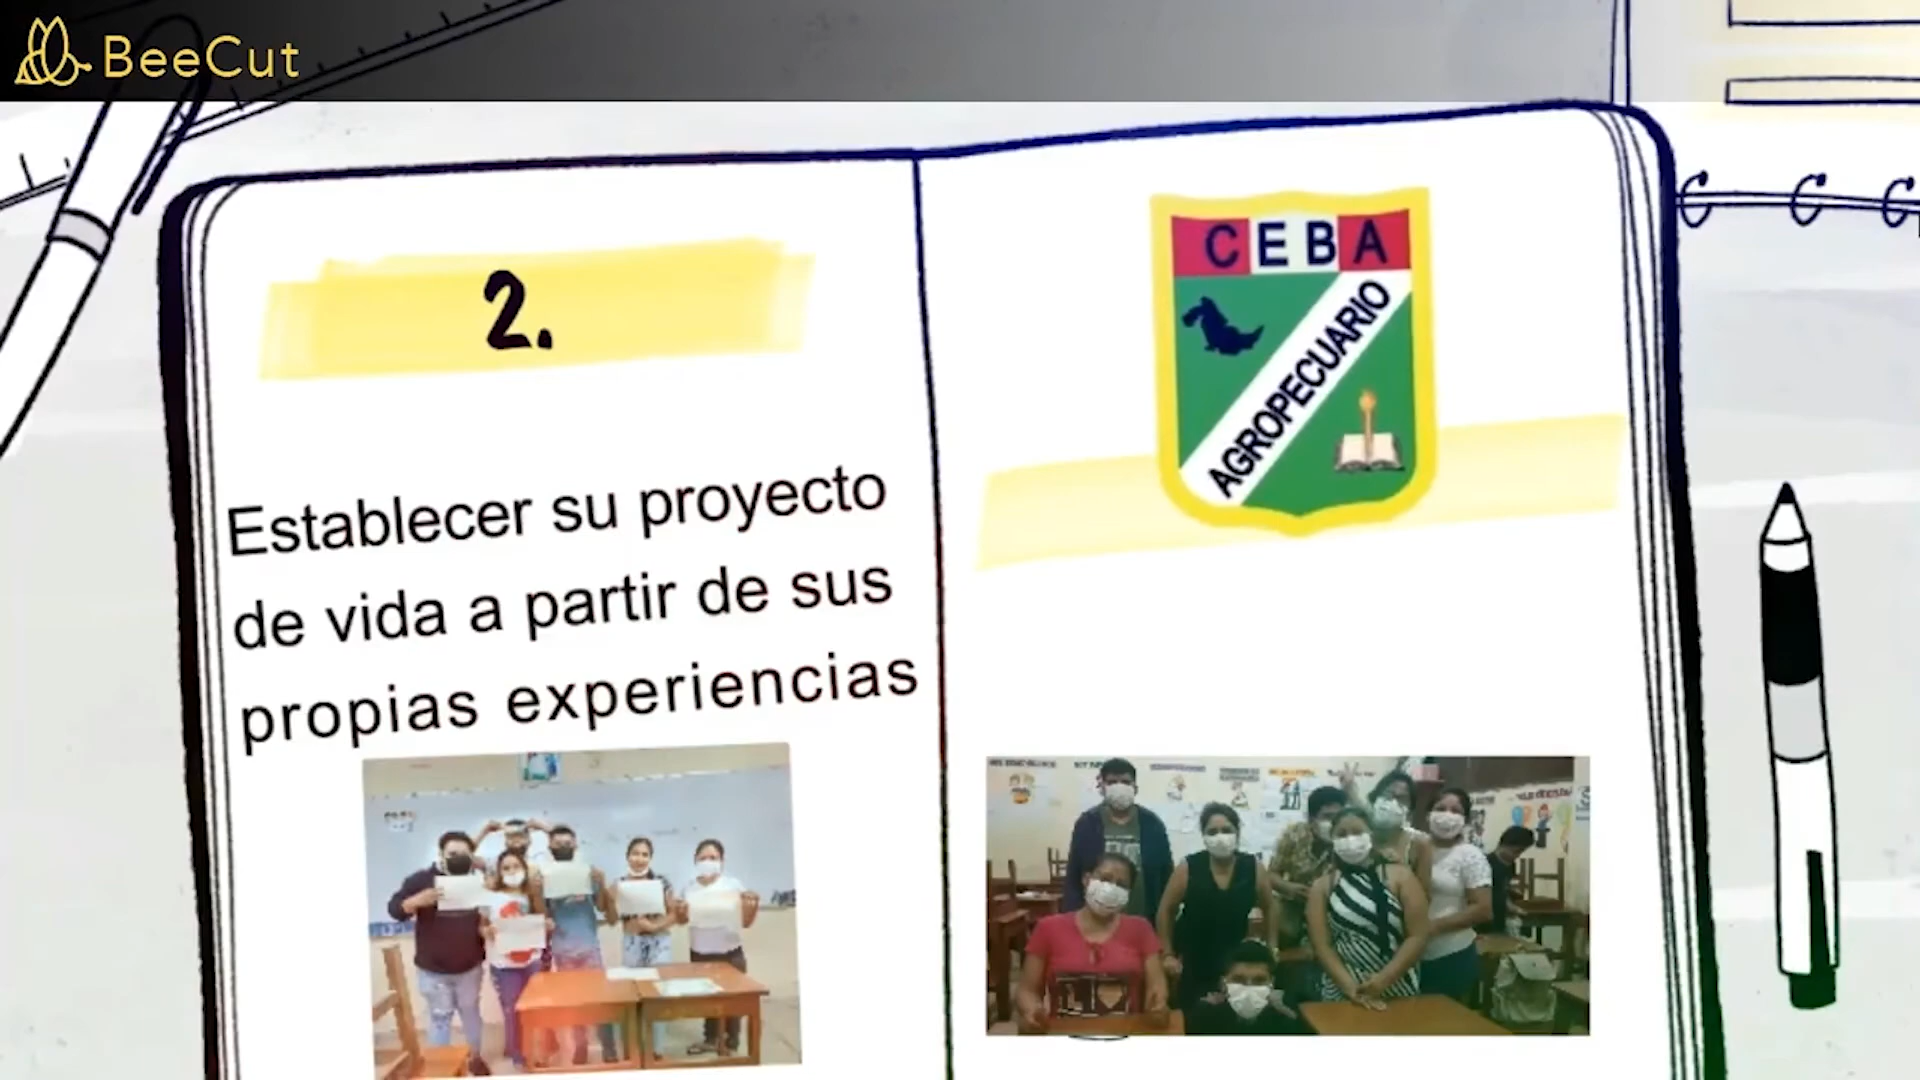 BeeCut
2.
Establecer su proyecto
de vida a partir de sus
propias experiencias
CEBA
AGROPECUARIO